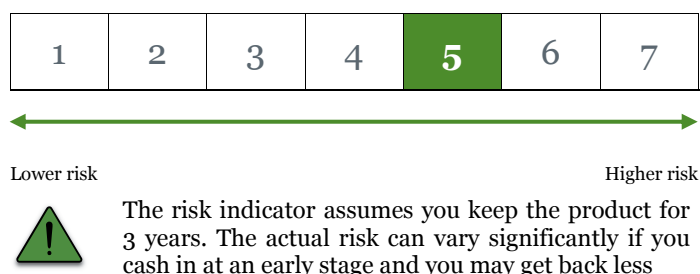 1 2 3 4 5 6 7
Lower risk Higher risk
The risk indicator assumes you keep the product for
3 years. The actual risk can vary significantly if you
cash in at an early stage and you may get back less